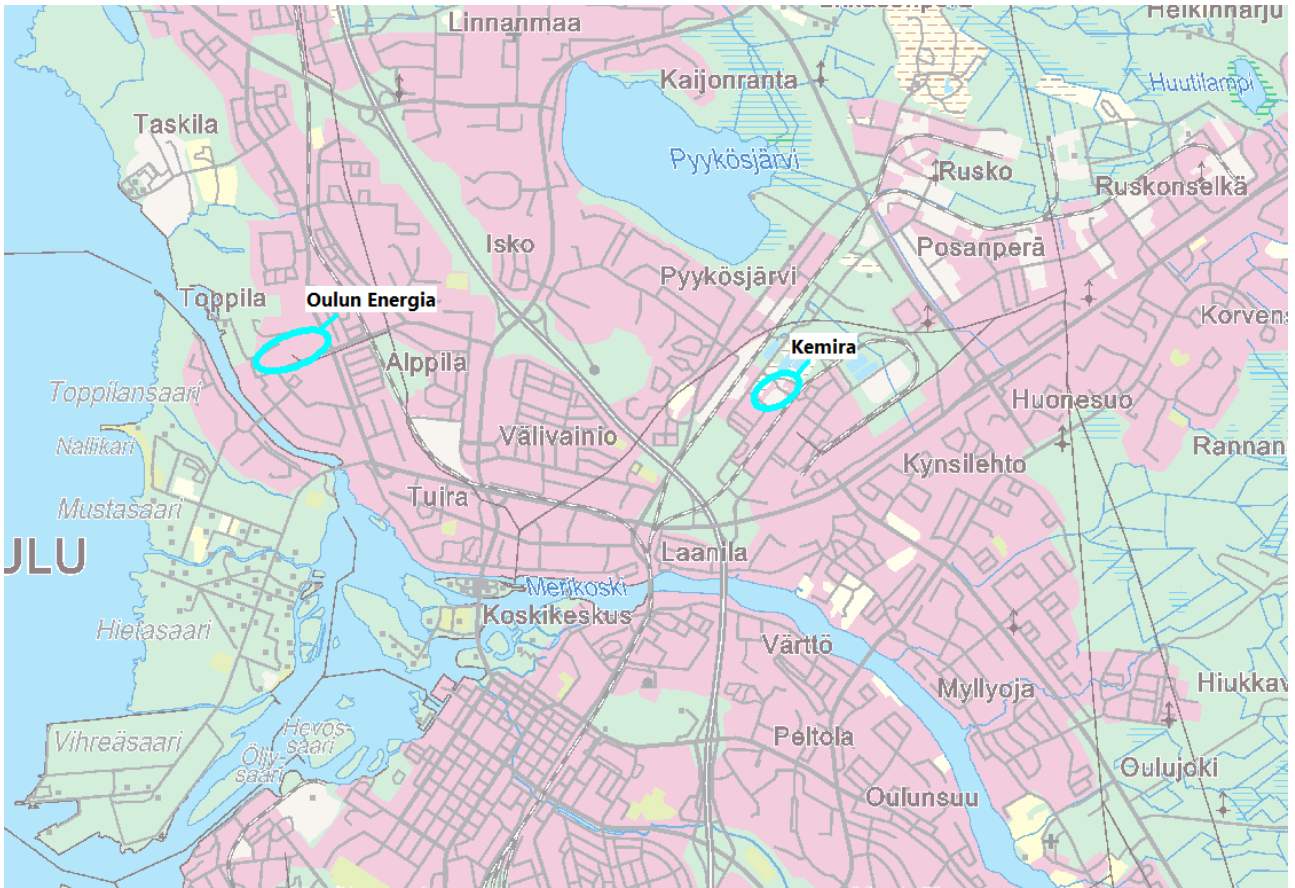 Linnanmaa
Heikinharju
Kaijonranta
Huutilampi
Taskila
Pyykösjärvi
Rusko
Ruskonselkä
Isko
Posanperä
Pyykösjärvi
Toppila
Oulun Energia
Korvens
Kemira
Alppila
Toppilansaari
Huonesuo
Nallikari
Välivainio
Rannan
Kynsilehto
Tuira
Mustasaari
ULU
Laanila
Merikoski
Koskikeskus
Hietasaari
Värttö
Myllyoja
Hiukkav
Hevos-
saari
Vihreäsaari
Öljy-
saari
Peltola
Oulujoki
Oulunsuu